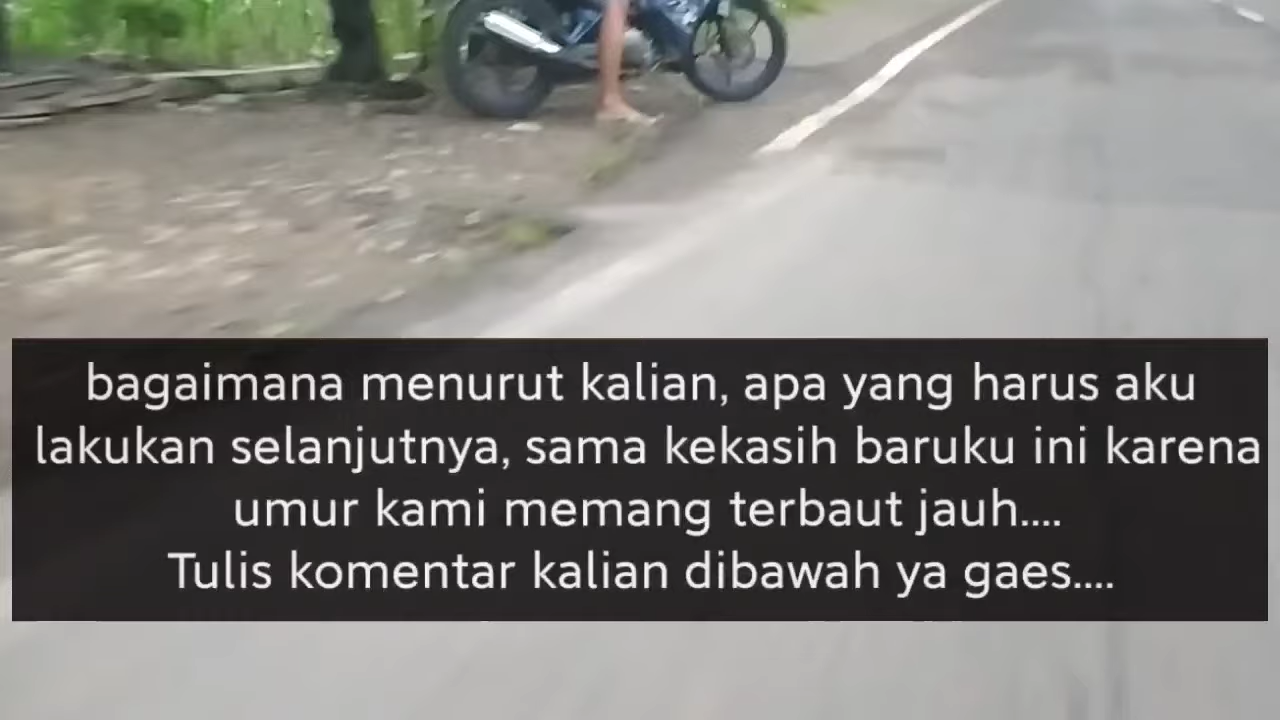 bagaimana menurut kalian, apa yang harus aku
lakukan selanjutnya, sama kekasih baruku ini karena
umur kami memang terbaut jauh....
Tulis komentar kalian dibawah ya gaes....